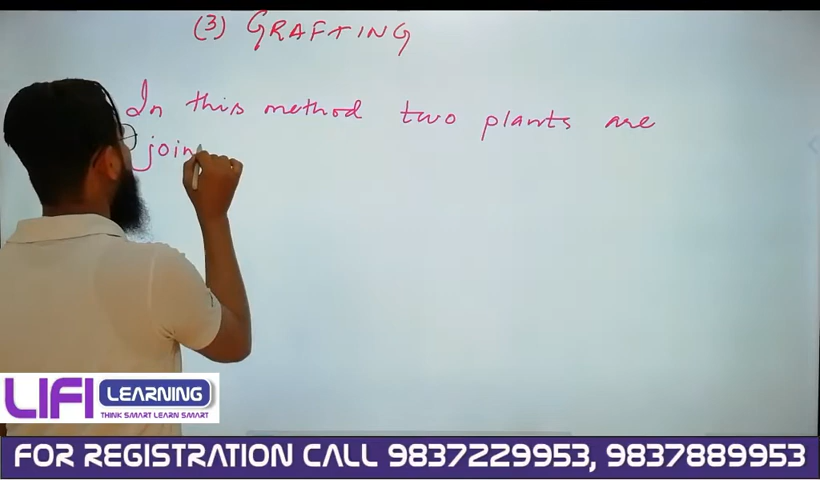 (3) GRAFTING
In this method two plants are
join
LIFI LEARNING
THINK SMART LEARN SMART
FOR REGISTRATION CALL 9837229953, 9837889953